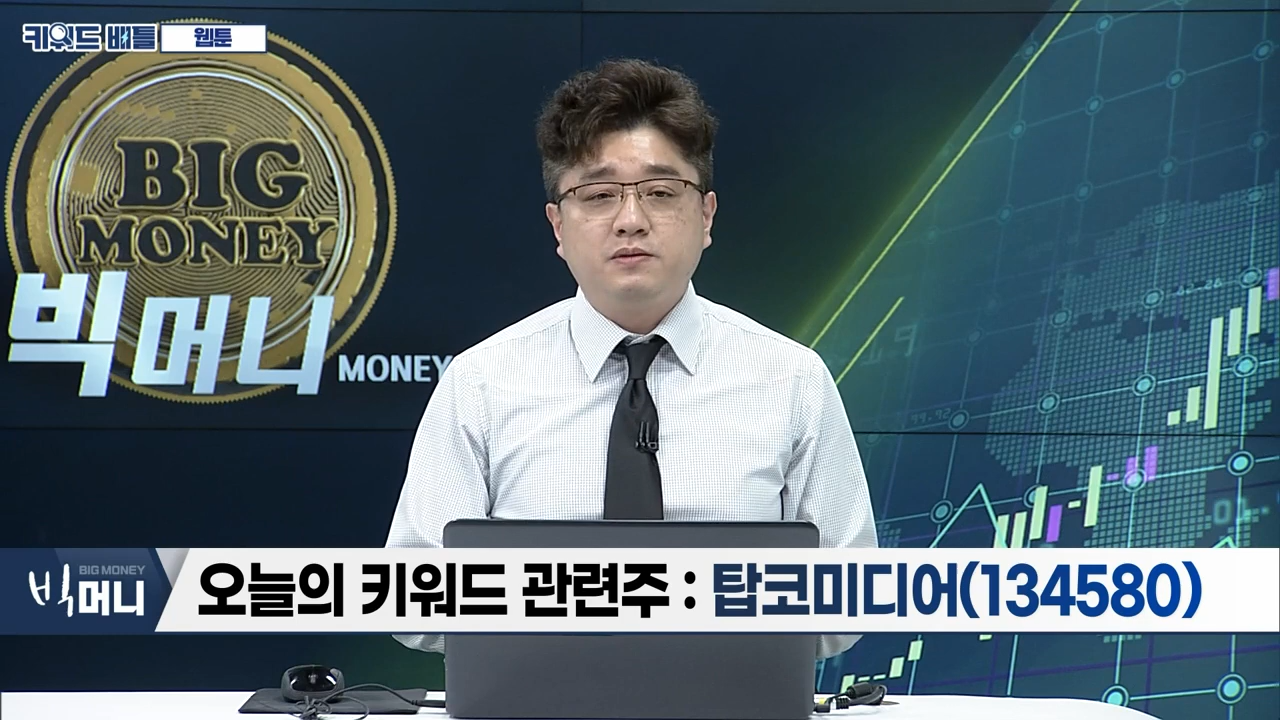 키워드 배틀 웹툰
BIG
MONEY
빅머니 MONEY
BIG MONEY
빅머니
오늘의 키워드 관련주 : 탑코미디어(134580)